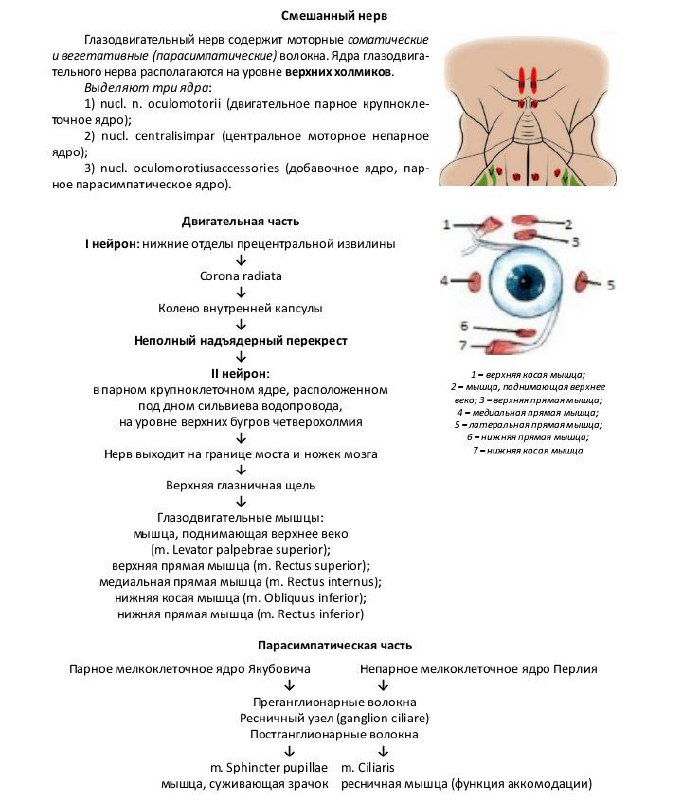 Смешанный нерв
Глазодвигательный нерв содержит моторные соматические
и вегетативные (парасимпатические) волокна. Ядра глазодвига-
тельного нерва располагаются на уровне верхних холмиков.
Выделяют три ядра:
1) nucl. n. oculomotorii (двигательное парное крупнокле-
точное ядро);
2) nucl. centralisimpar (центральное моторное непарное
ядро);
3) nucl. oculomorotiusaccessories (добавочное ядро, пар-
ное парасимпатическое ядро).
Двигательная часть
I нейрон: нижние отделы прецентральной извилины
↓
Corona radiata
↓
Колено внутренней капсулы
↓
Неполный надъядерный перекрест
↓
II нейрон:
в парном крупноклеточном ядре, расположенном
под дном сильвиева водопровода,
на уровне верхних бугров четверохолмия
↓
Нерв выходит на границе моста и ножек мозга
↓
Верхняя глазничная щель
↓
Глазодвигательные мышцы:
мышца, поднимающая верхнее веко
(m. Levator palpebrae superior);
верхняя прямая мышца (m. Rectus superior);
медиальная прямая мышца (m. Rectus internus);
нижняя косая мышца (m. Obliquus inferior);
нижняя прямая мышца (m. Rectus inferior)
1
2
3
4
5
6
7
1 – верхняя косая мышца;
2 – мышца, поднимающая верхнее
веко; 3 – верхняя прямая мышца;
4 – медиальная прямая мышца;
5 – латеральная прямая мышца;
6 – нижняя прямая мышца;
7 – нижняя косая мышца
Парасимпатическая часть
Парное мелкоклеточное ядро Якубовича Непарное мелкоклеточное ядро Перлия
↓ ↓
Преганглионарные волокна
Ресничный узел (ganglion ciliare)
Постганглионарные волокна
↓ ↓
m. Sphincter pupillae m. Ciliaris
мышца, суживающая зрачок ресничная мышца (функция аккомодации)